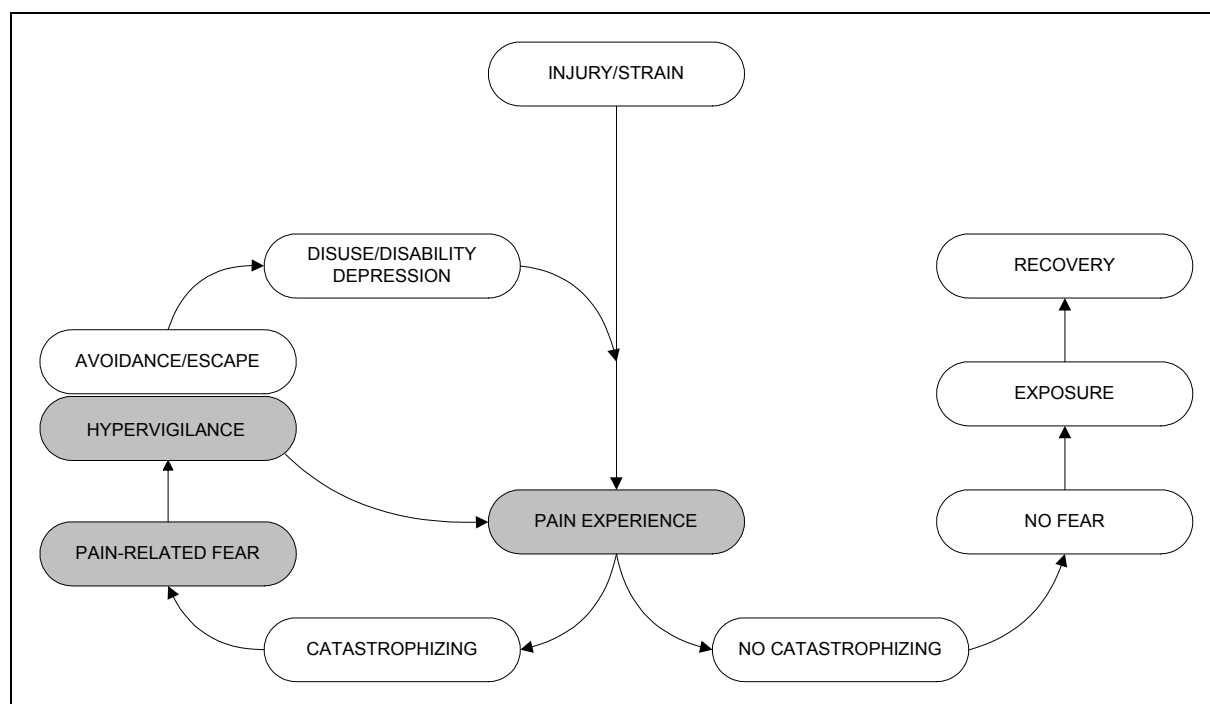 INJURY/STRAIN
DISUSE/DISABILITY
DEPRESSION
RECOVERY
AVOIDANCE/ESCAPE
EXPOSURE
HYPERVIGILANCE
PAIN EXPERIENCE
NO FEAR
PAIN-RELATED FEAR
CATASTROPHIZING
NO CATASTROPHIZING